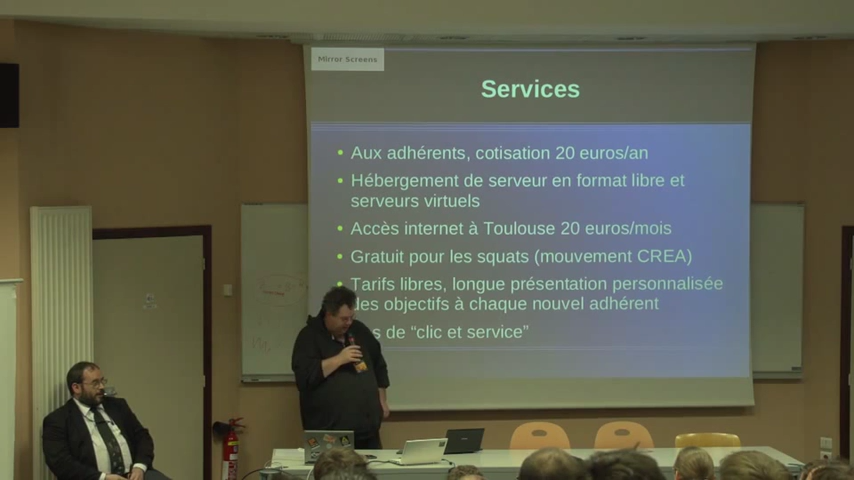 Mirror Screens
Services
Aux adhérents, cotisation 20 euros/an
Hébergement de serveur en format libre et
serveurs virtuels
Accès internet à Toulouse 20 euros/mois
Gratuit pour les squats (mouvement CREA)
Tarifs libres, longue présentation personnalisée
objectifs à chaque nouvel adhérent
de “clic et service”